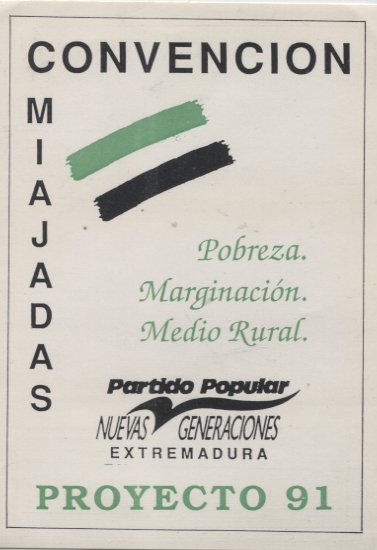 CONVENCION
MIAJADAS
Pobreza.
Marginación.
Medio Rural.
Partido Popular
NUEVAS GENERACIONES
EXTREMADURA
PROYECTO 91